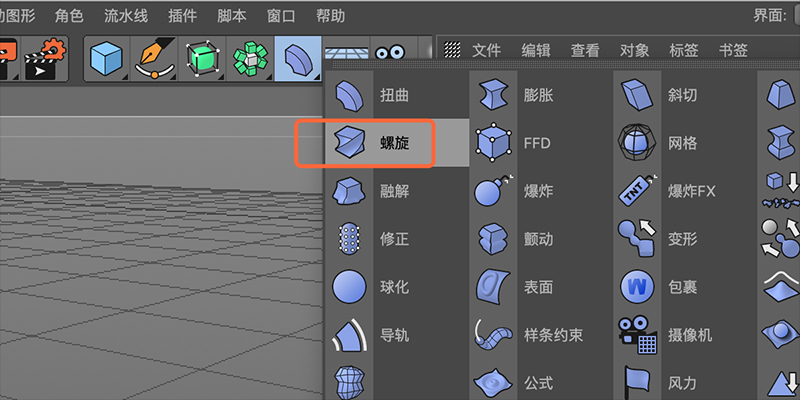 动图形 角色 流水线 插件 脚本 窗口 帮助 界面:
文件 编辑 查看 对象 标签 书签
扭曲 膨胀 斜切
螺旋 FFD 网格
融解 爆炸 TNT 爆炸FX
修正 颤动 变形
球化 表面 W 包裹
导轨 样条约束 摄像机
公式 风力